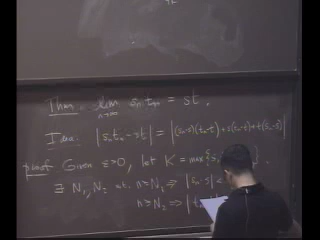 Thm. lim n→∞ sₙtₙ = st.
Idea. |sₙtₙ-st| = |(sₙ-s)(tₙ-t)+s(tₙ-t)+t(sₙ-s)|
Proof Given ε>0, let K = max{s,
∃ N₁,N₂ st. n≥N₁ ⇒ |sₙ-s| <
n≥N₂ ⇒ |t